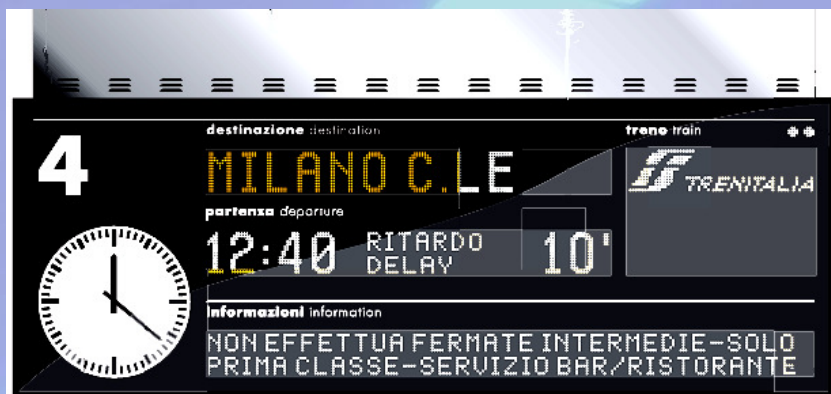 4
destinazione destination
treno train
MILANO C.LE
TRENITALIA
partenza departure
12:40 RITARDO 10'
DELAY
informazioni information
NON EFFETTUA FERMATE INTERMEDIE-SOLO
PRIMA CLASSE-SERVIZIO BAR/RISTORANTE